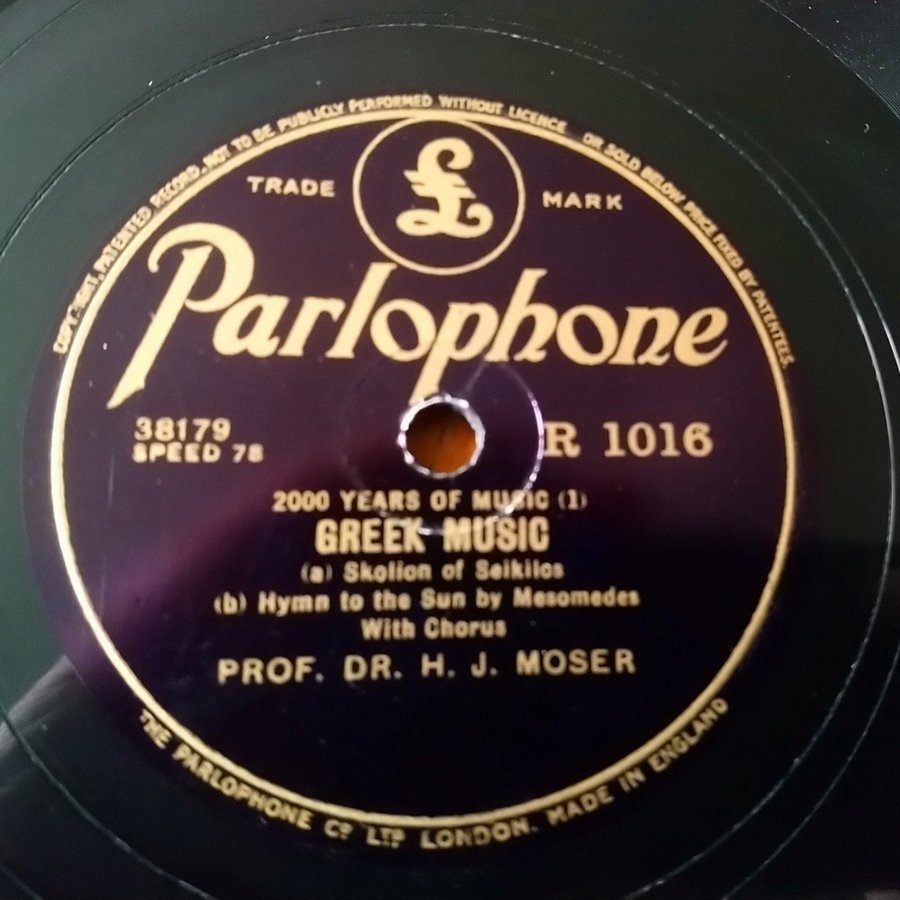 COPYRIGHT, PATENTED RECORD, NOT TO BE PUBLICLY PERFORMED WITHOUT LICENCE OR SOLD BELOW PRICE FIXED BY PATENTEES.
TRADE £ MARK
Parlophone
38179
SPEED 78
R 1016
2000 YEARS OF MUSIC (1)
GREEK MUSIC
(a) Skolion of Seikilos
(b) Hymn to the Sun by Mesomedes
With Chorus
PROF. DR. H. J. MOSER
THE PARLOPHONE Co LTD LONDON. MADE IN ENGLAND